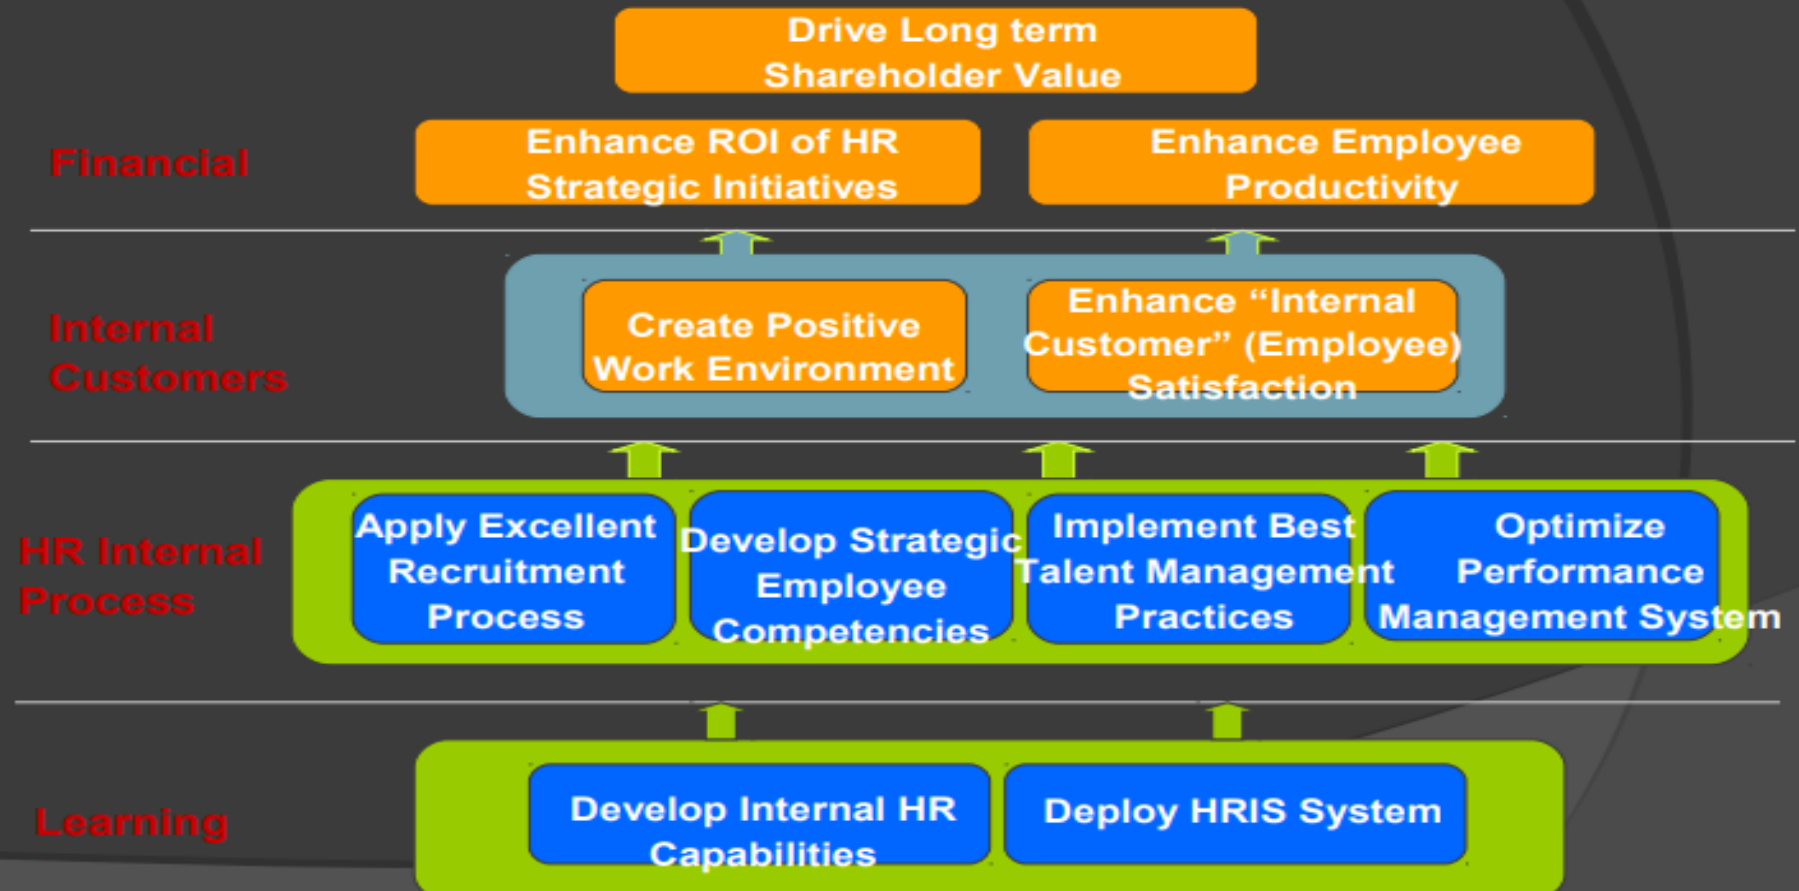 Drive Long term
Shareholder Value
Financial
Enhance ROI of HR
Strategic Initiatives
Enhance Employee
Productivity
Internal
Customers
Create Positive
Work Environment
Enhance “Internal
Customer” (Employee)
Satisfaction
HR Internal
Process
Apply Excellent
Recruitment
Process
Develop Strategic
Employee
Competencies
Implement Best
Talent Management
Practices
Optimize
Performance
Management System
Learning
Develop Internal HR
Capabilities
Deploy HRIS System